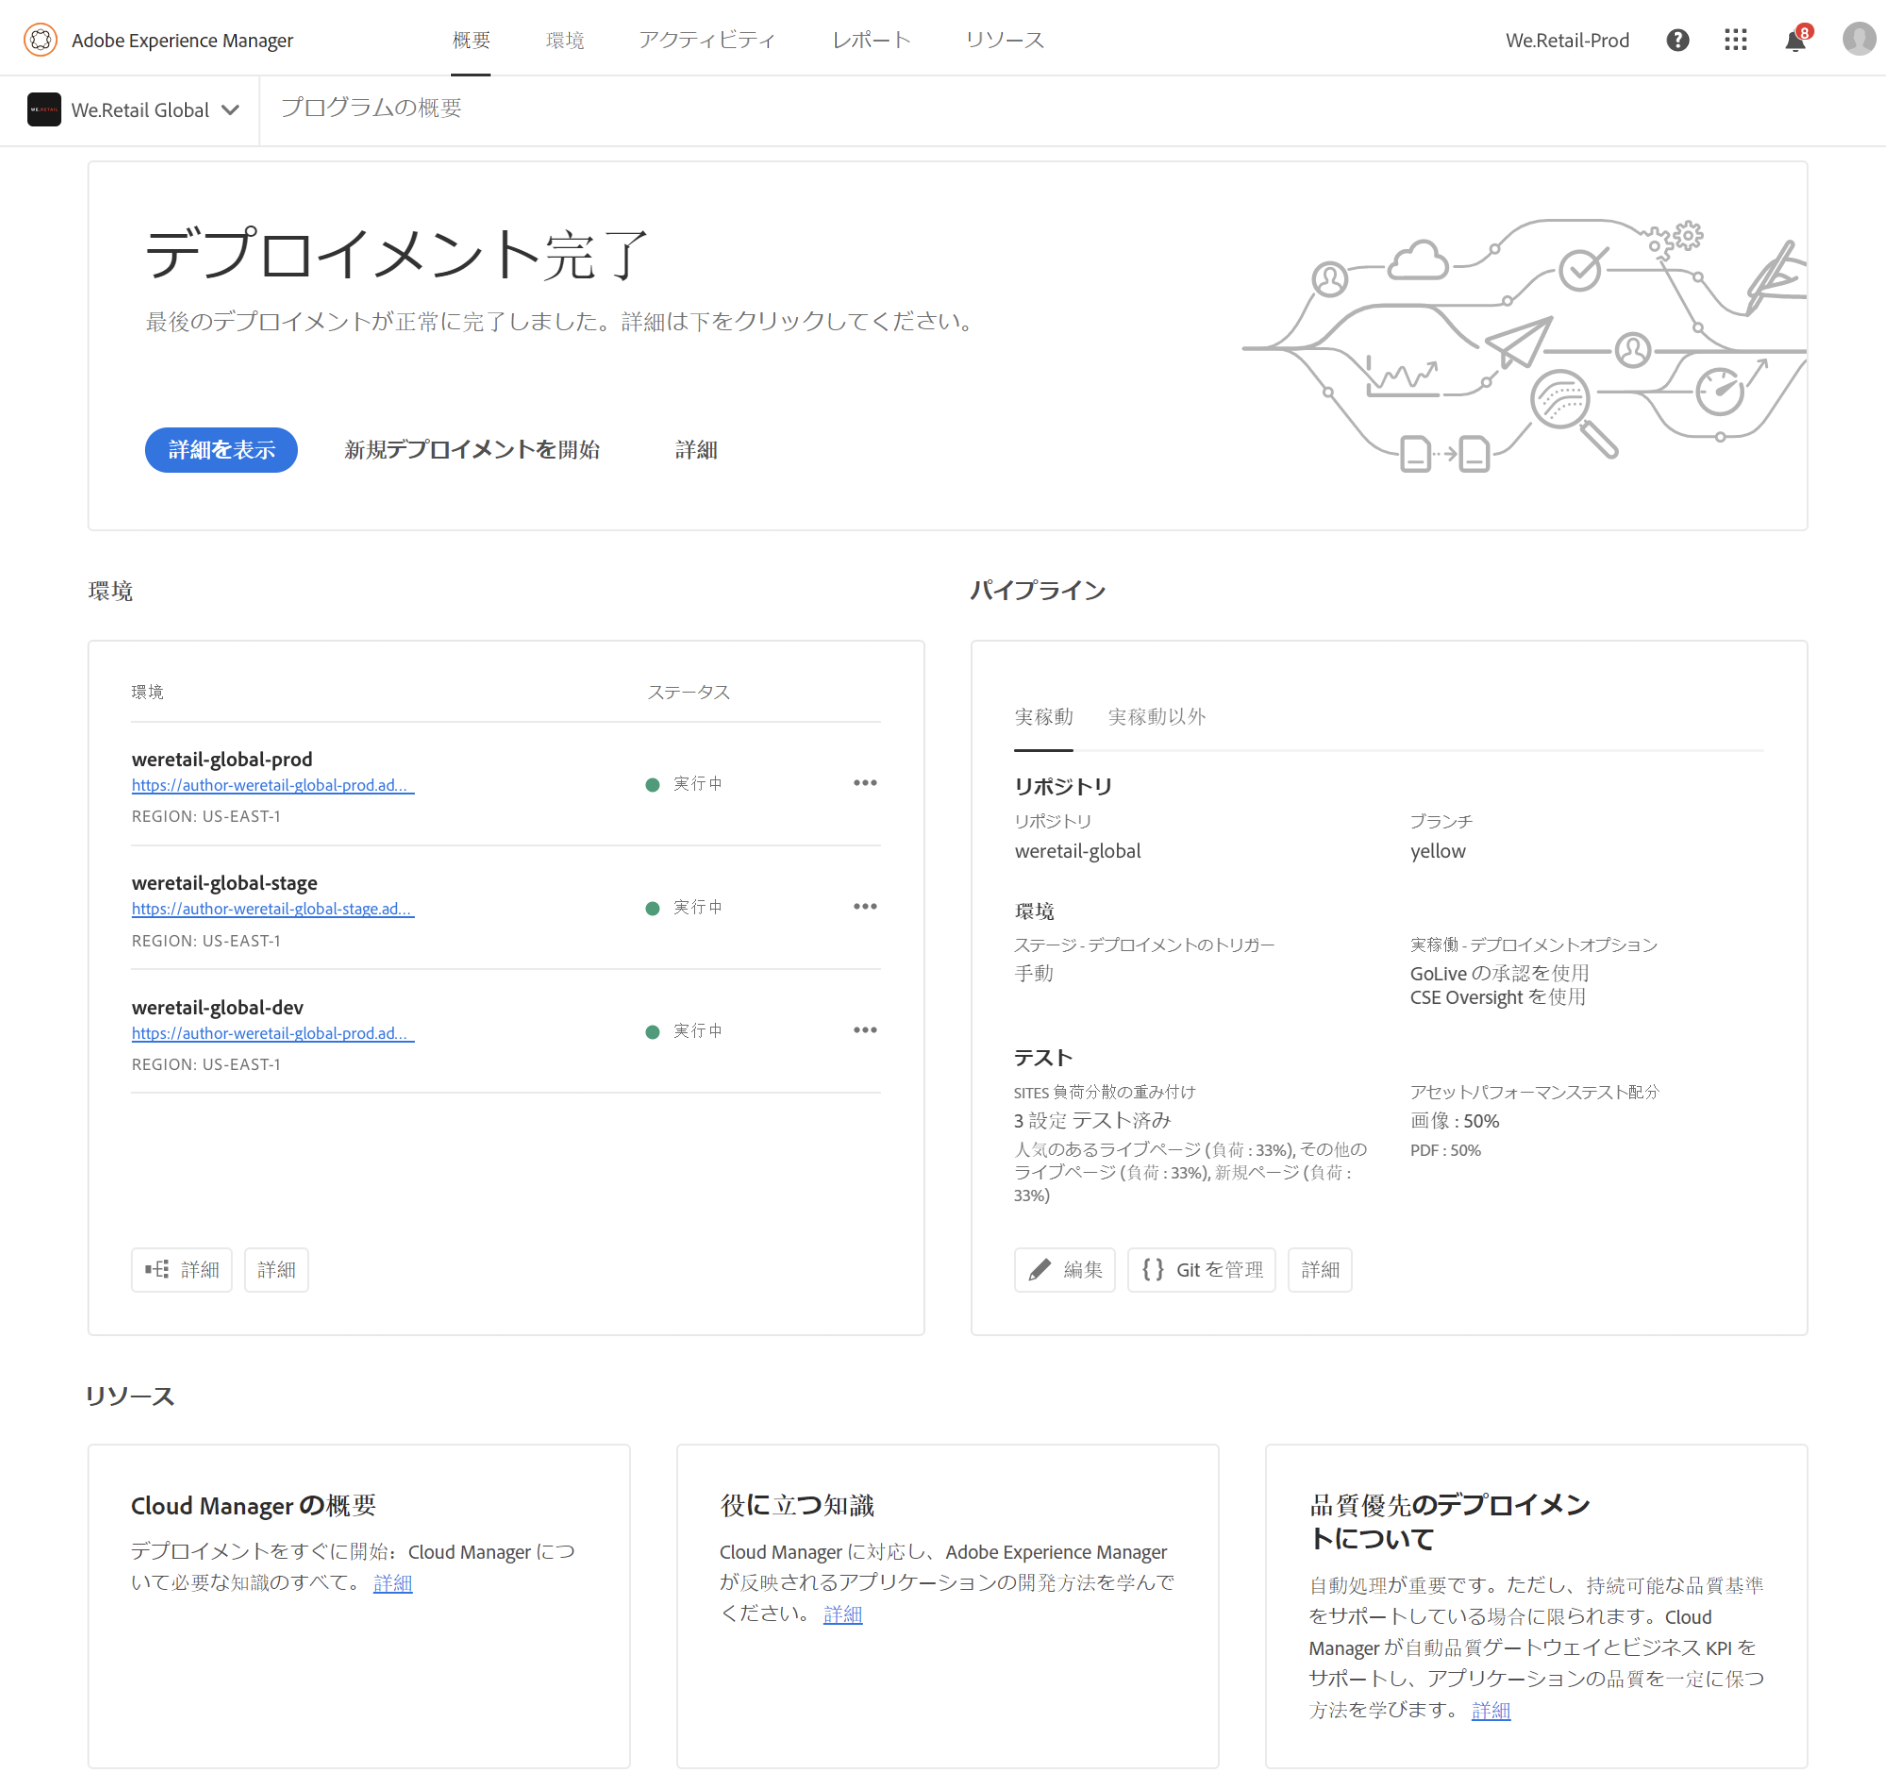 Adobe Experience Manager
概要
環境
アクティビティ
レポート
リソース
We.Retail-Prod
8
We.Retail Global
プログラムの概要
デプロイメント完了
最後のデプロイメントが正常に完了しました。詳細は下をクリックしてください。
詳細を表示
新規デプロイメントを開始
詳細
環境
パイプライン
環境
ステータス
weretail-global-prod
https://author-weretail-global-prod.ad...
REGION: US-EAST-1
実行中
weretail-global-stage
https://author-weretail-global-stage.ad...
REGION: US-EAST-1
実行中
weretail-global-dev
https://author-weretail-global-prod.ad...
REGION: US-EAST-1
実行中
詳細
詳細
実稼動
実稼動以外
リポジトリ
リポジトリ
weretail-global
ブランチ
yellow
環境
ステージ - デプロイメントのトリガー
手動
実稼働 - デプロイメントオプション
GoLive の承認を使用
CSE Oversight を使用
テスト
SITES 負荷分散の重み付け
3 設定 テスト済み
人気のあるライブページ (負荷 : 33%), その他の
ライブページ (負荷 : 33%), 新規ページ (負荷 :
33%)
アセットパフォーマンステスト配分
画像 : 50%
PDF : 50%
編集
Git を管理
詳細
リソース
Cloud Manager の概要
デプロイメントをすぐに開始：Cloud Manager につ
いて必要な知識のすべて。 詳細
役に立つ知識
Cloud Manager に対応し、Adobe Experience Manager
が反映されるアプリケーションの開発方法を学んで
ください。 詳細
品質優先のデプロイメン
トについて
自動処理が重要です。ただし、持続可能な品質基準
をサポートしている場合に限られます。Cloud
Manager が自動品質ゲートウェイとビジネス KPI を
サポートし、アプリケーションの品質を一定に保つ
方法を学びます。 詳細